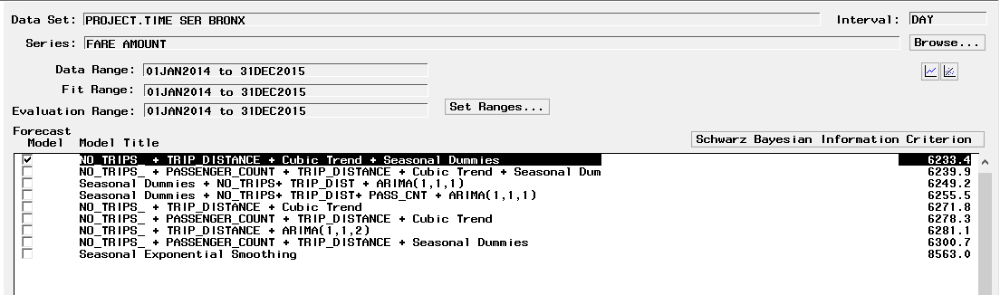 Data Set: PROJECT.TIME SER BRONX Interval: DAY
Series: FARE AMOUNT Browse...
Data Range: 01JAN2014 to 31DEC2015
Fit Range: 01JAN2014 to 31DEC2015
Evaluation Range: 01JAN2014 to 31DEC2015 Set Ranges...
Forecast
Model Model Title Schwarz Bayesian Information Criterion
NO_TRIPS_ + TRIP_DISTANCE + Cubic Trend + Seasonal Dummies 6233.4
NO_TRIPS_ + PASSENGER_COUNT + TRIP_DISTANCE + Cubic Trend + Seasonal Dum 6239.9
Seasonal Dummies + NO_TRIPS+ TRIP_DIST + ARIMA(1,1,1) 6249.2
Seasonal Dummies + NO_TRIPS+ TRIP_DIST+ PASS_CNT + ARIMA(1,1,1) 6255.5
NO_TRIPS_ + TRIP_DISTANCE + Cubic Trend 6271.8
NO_TRIPS_ + PASSENGER_COUNT + TRIP_DISTANCE + Cubic Trend 6278.3
NO_TRIPS_ + TRIP_DISTANCE + ARIMA(1,1,2) 6281.1
NO_TRIPS_ + PASSENGER_COUNT + TRIP_DISTANCE + Seasonal Dummies 6300.7
Seasonal Exponential Smoothing 8563.0